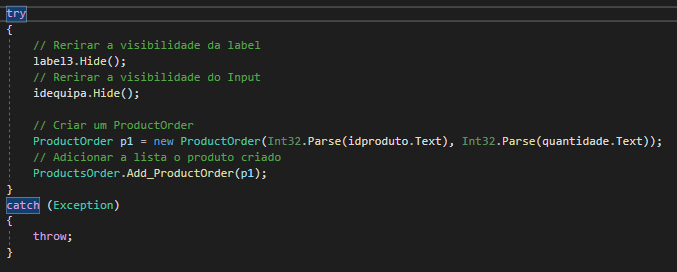 try
{
// Rerirar a visibilidade da label
label3.Hide();
// Rerirar a visibilidade do Input
idequipa.Hide();
// Criar um ProductOrder
ProductOrder p1 = new ProductOrder(Int32.Parse(idproduto.Text), Int32.Parse(quantidade.Text));
// Adicionar a lista o produto criado
ProductsOrder.Add_ProductOrder(p1);
}
catch (Exception)
{
throw;
}